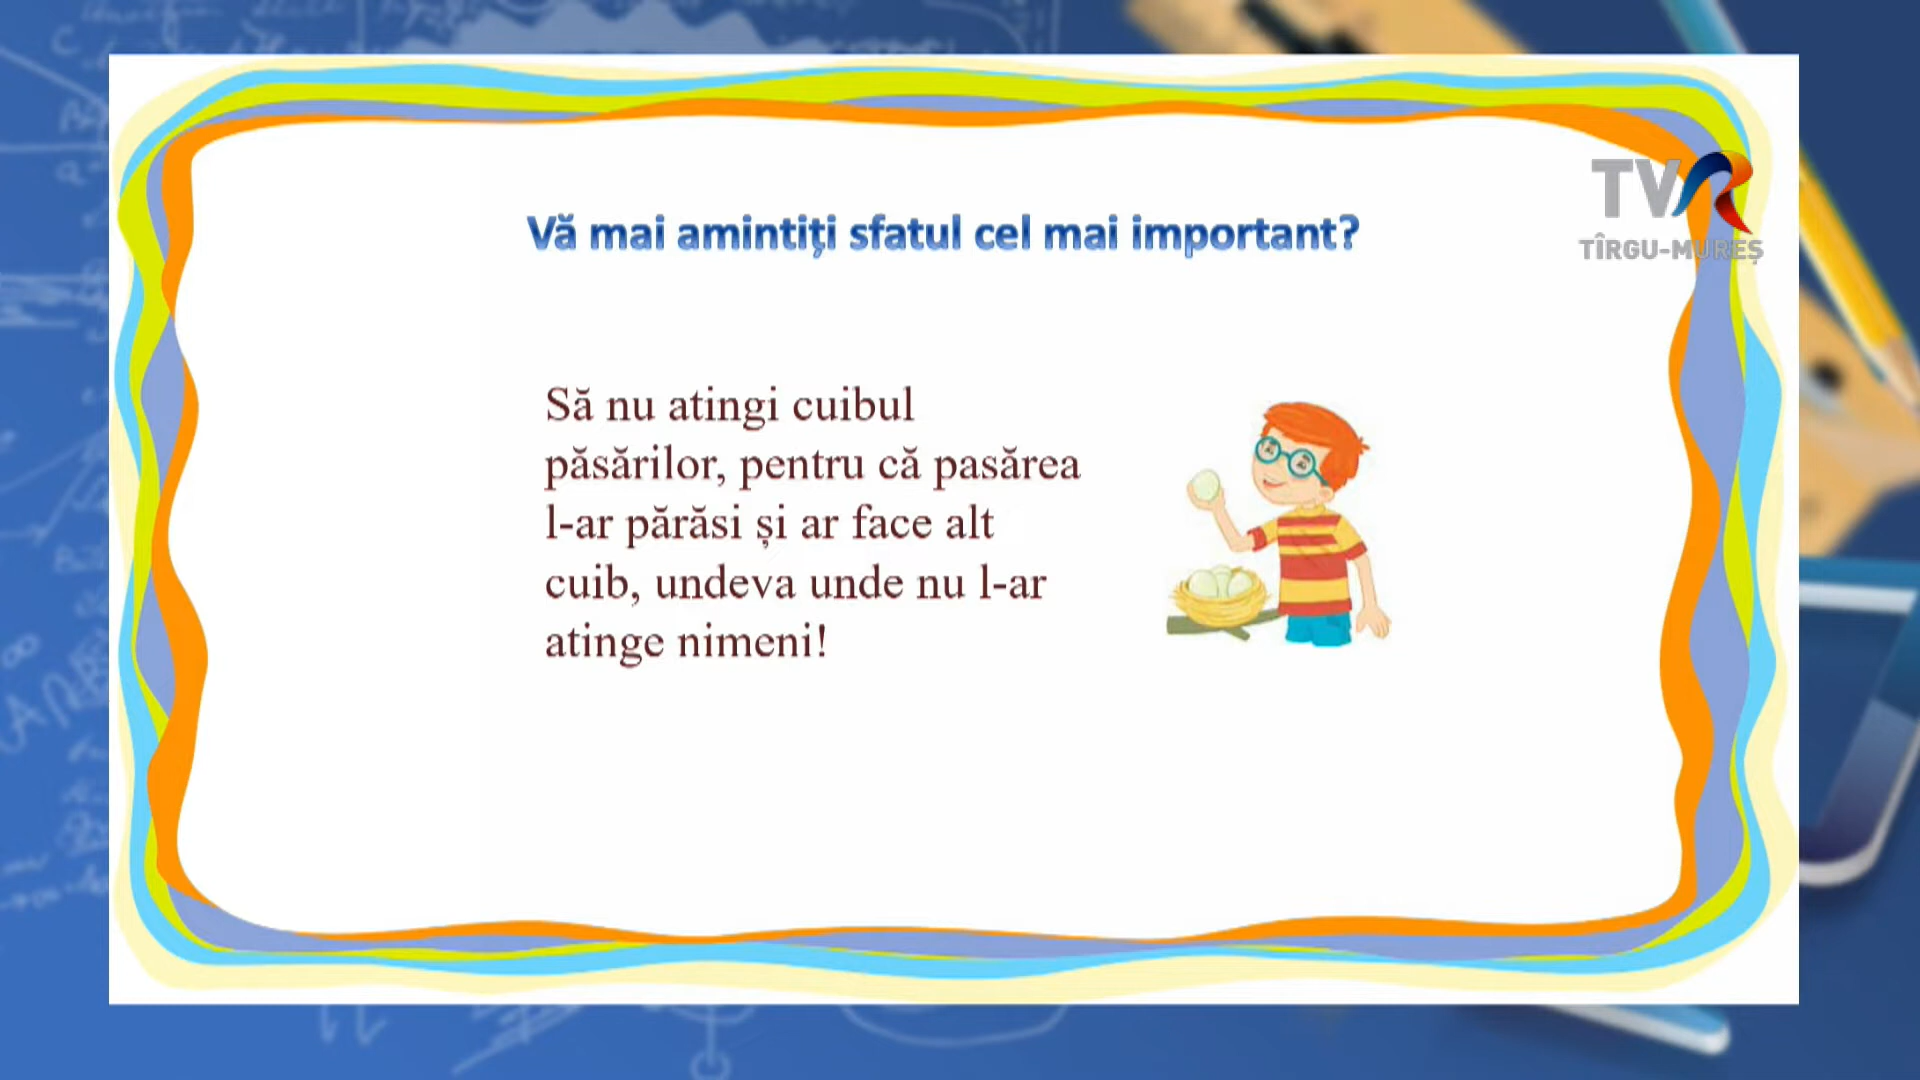 Vă mai amintiți sfatul cel mai important?
TVR
TÎRGU-MUREȘ
Să nu atingi cuibul
păsărilor, pentru că pasărea
l-ar părăsi și ar face alt
cuib, undeva unde nu l-ar
atinge nimeni!